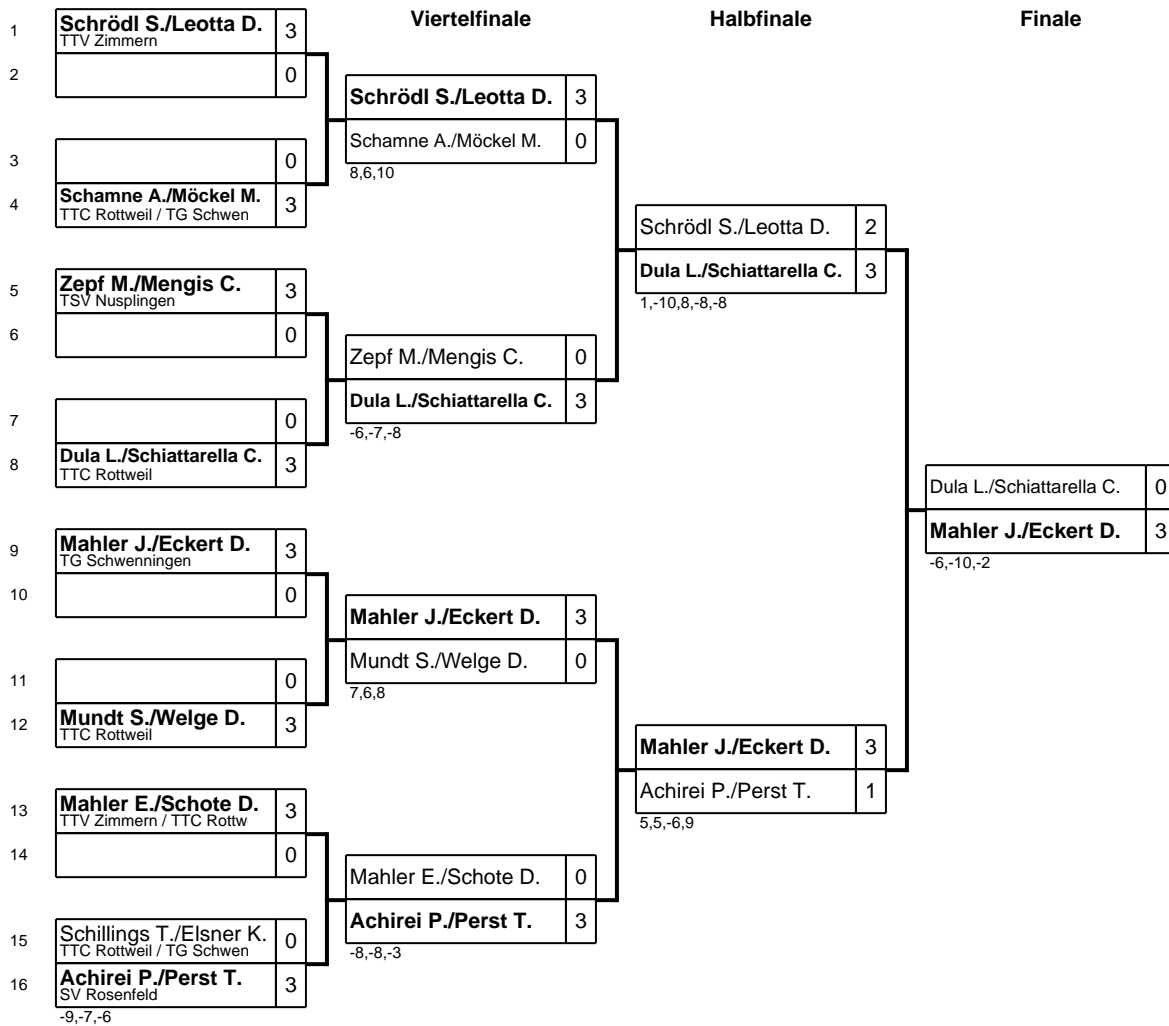 Viertelfinale
Halbfinale
Finale
1
Schrödl S./Leotta D.
3
TTV Zimmern
2
0
3
0
4
Schamne A./Möckel M.
3
TTC Rottweil / TG Schwen
5
Zepf M./Mengis C.
3
TSV Nusplingen
6
0
7
0
8
Dula L./Schiattarella C.
3
TTC Rottweil
9
Mahler J./Eckert D.
3
TG Schwenningen
10
0
11
0
12
Mundt S./Welge D.
3
TTC Rottweil
13
Mahler E./Schote D.
3
TTV Zimmern / TTC Rottw
14
0
15
Schillings T./Elsner K.
0
TTC Rottweil / TG Schwen
16
Achirei P./Perst T.
3
SV Rosenfeld
-9,-7,-6
Schrödl S./Leotta D.
3
Schamne A./Möckel M.
0
8,6,10
Zepf M./Mengis C.
0
Dula L./Schiattarella C.
3
-6,-7,-8
Mahler J./Eckert D.
3
Mundt S./Welge D.
0
7,6,8
Mahler E./Schote D.
0
Achirei P./Perst T.
3
-8,-8,-3
Schrödl S./Leotta D.
2
Dula L./Schiattarella C.
3
1,-10,8,-8,-8
Mahler J./Eckert D.
3
Achirei P./Perst T.
1
5,5,-6,9
Dula L./Schiattarella C.
0
Mahler J./Eckert D.
3
-6,-10,-2